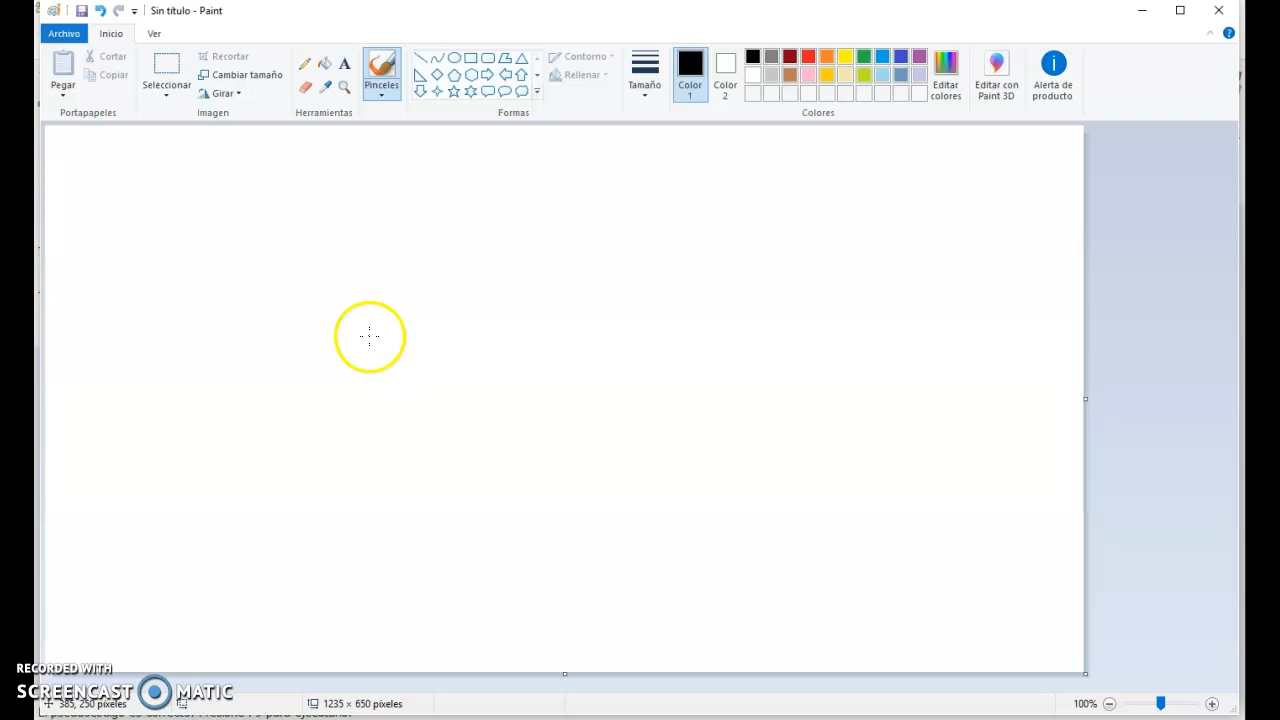 Sin título - Paint
Archivo
Inicio
Ver
Pegar
Cortar
Copiar
Portapapeles
Seleccionar
Recortar
Cambiar tamaño
Girar
Imagen
A
Herramientas
Pinceles
Formas
Contorno
Rellenar
Tamaño
Color
1
Color
2
Colores
Editar
colores
Editar con
Paint 3D
Alerta de
producto
RECORDED WITH
SCREENCAST MATIC
385, 250 píxeles
1235 × 650 píxeles
100%